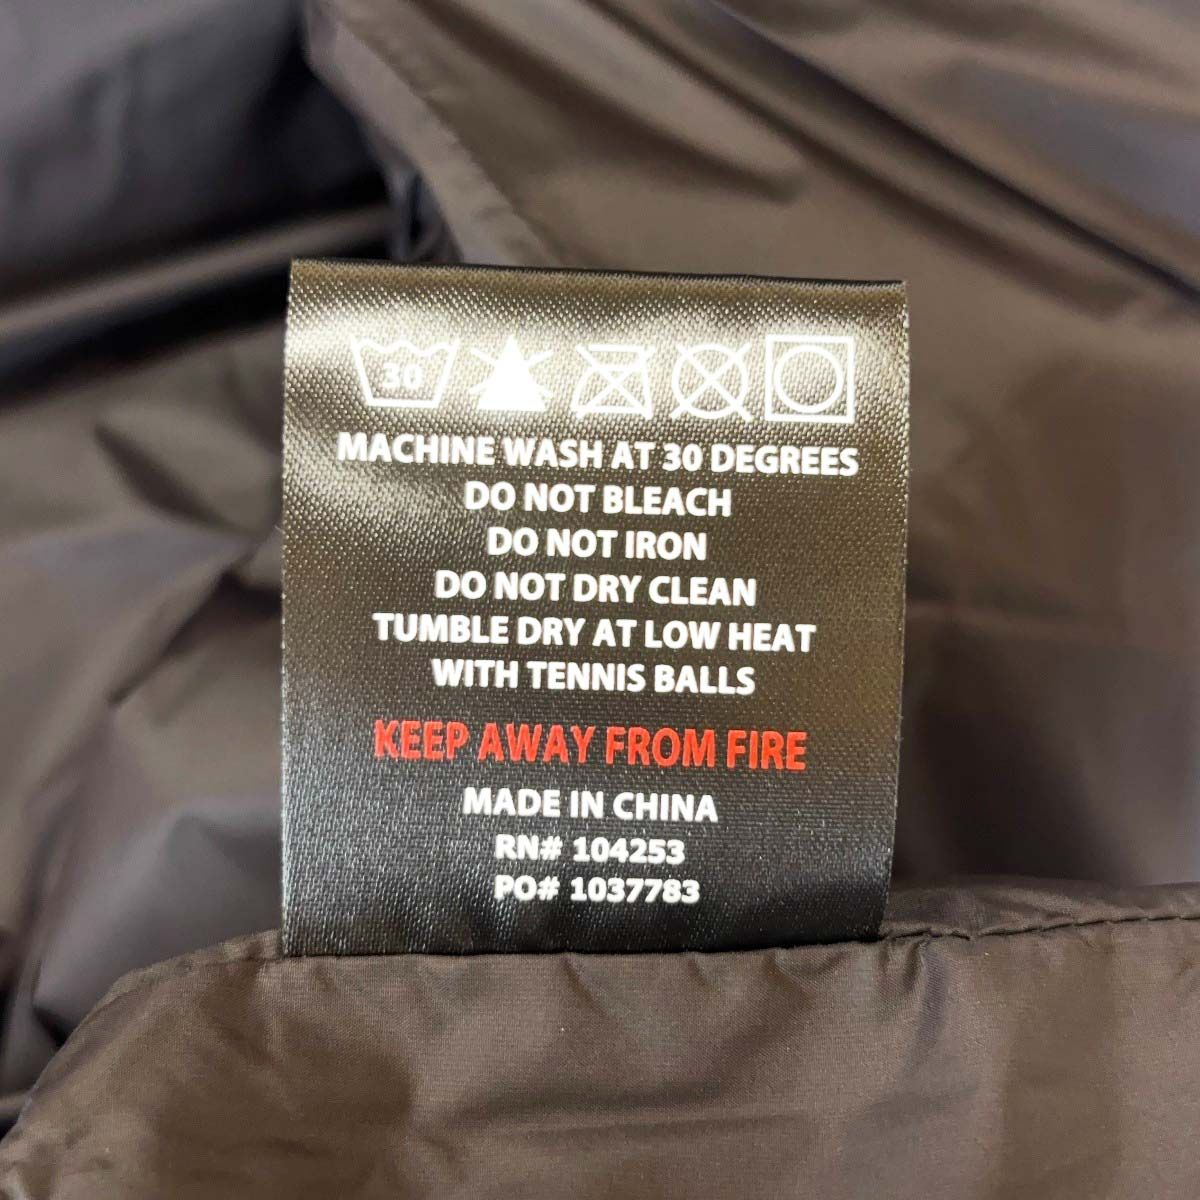 30
MACHINE WASH AT 30 DEGREES
DO NOT BLEACH
DO NOT IRON
DO NOT DRY CLEAN
TUMBLE DRY AT LOW HEAT
WITH TENNIS BALLS
KEEP AWAY FROM FIRE
MADE IN CHINA
RN# 104253
PO# 1037783